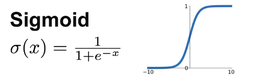 Sigmoid
σ(x) = 1/(1+e^{-x})
1
0
-10
10